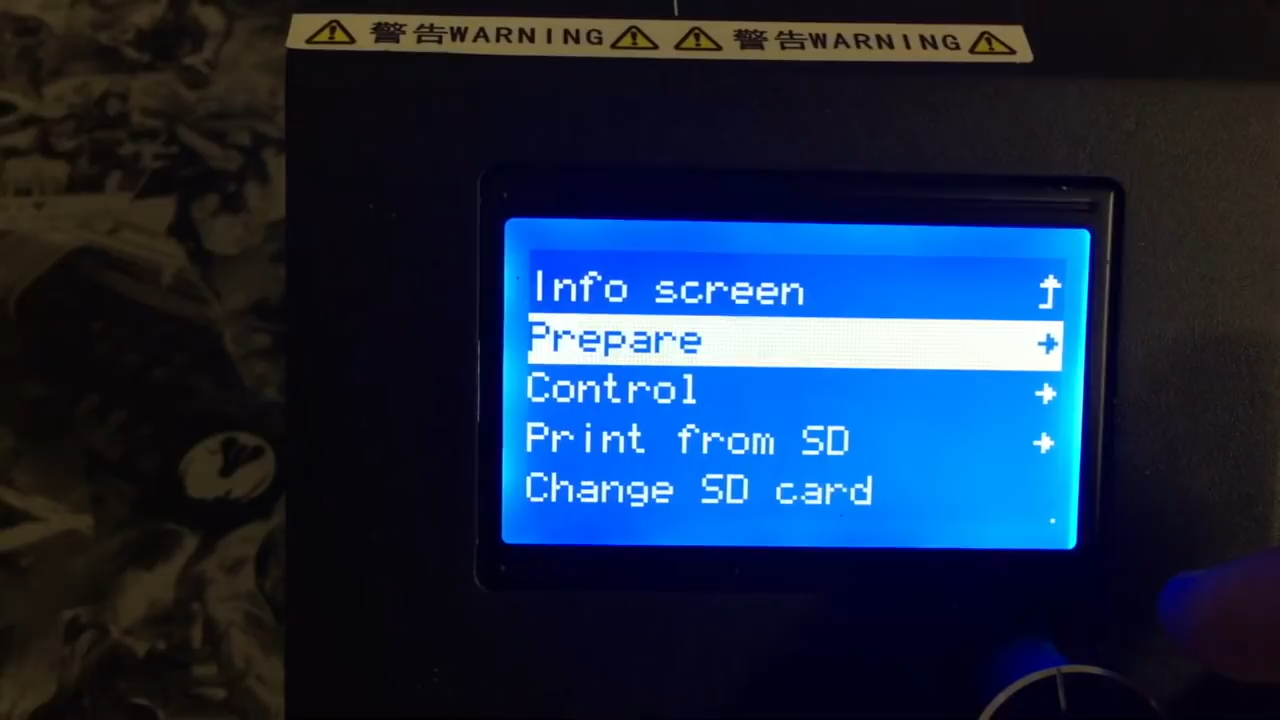 警告WARNING 警告WARNING
Info screen
Prepare
Control
Print from SD
Change SD card